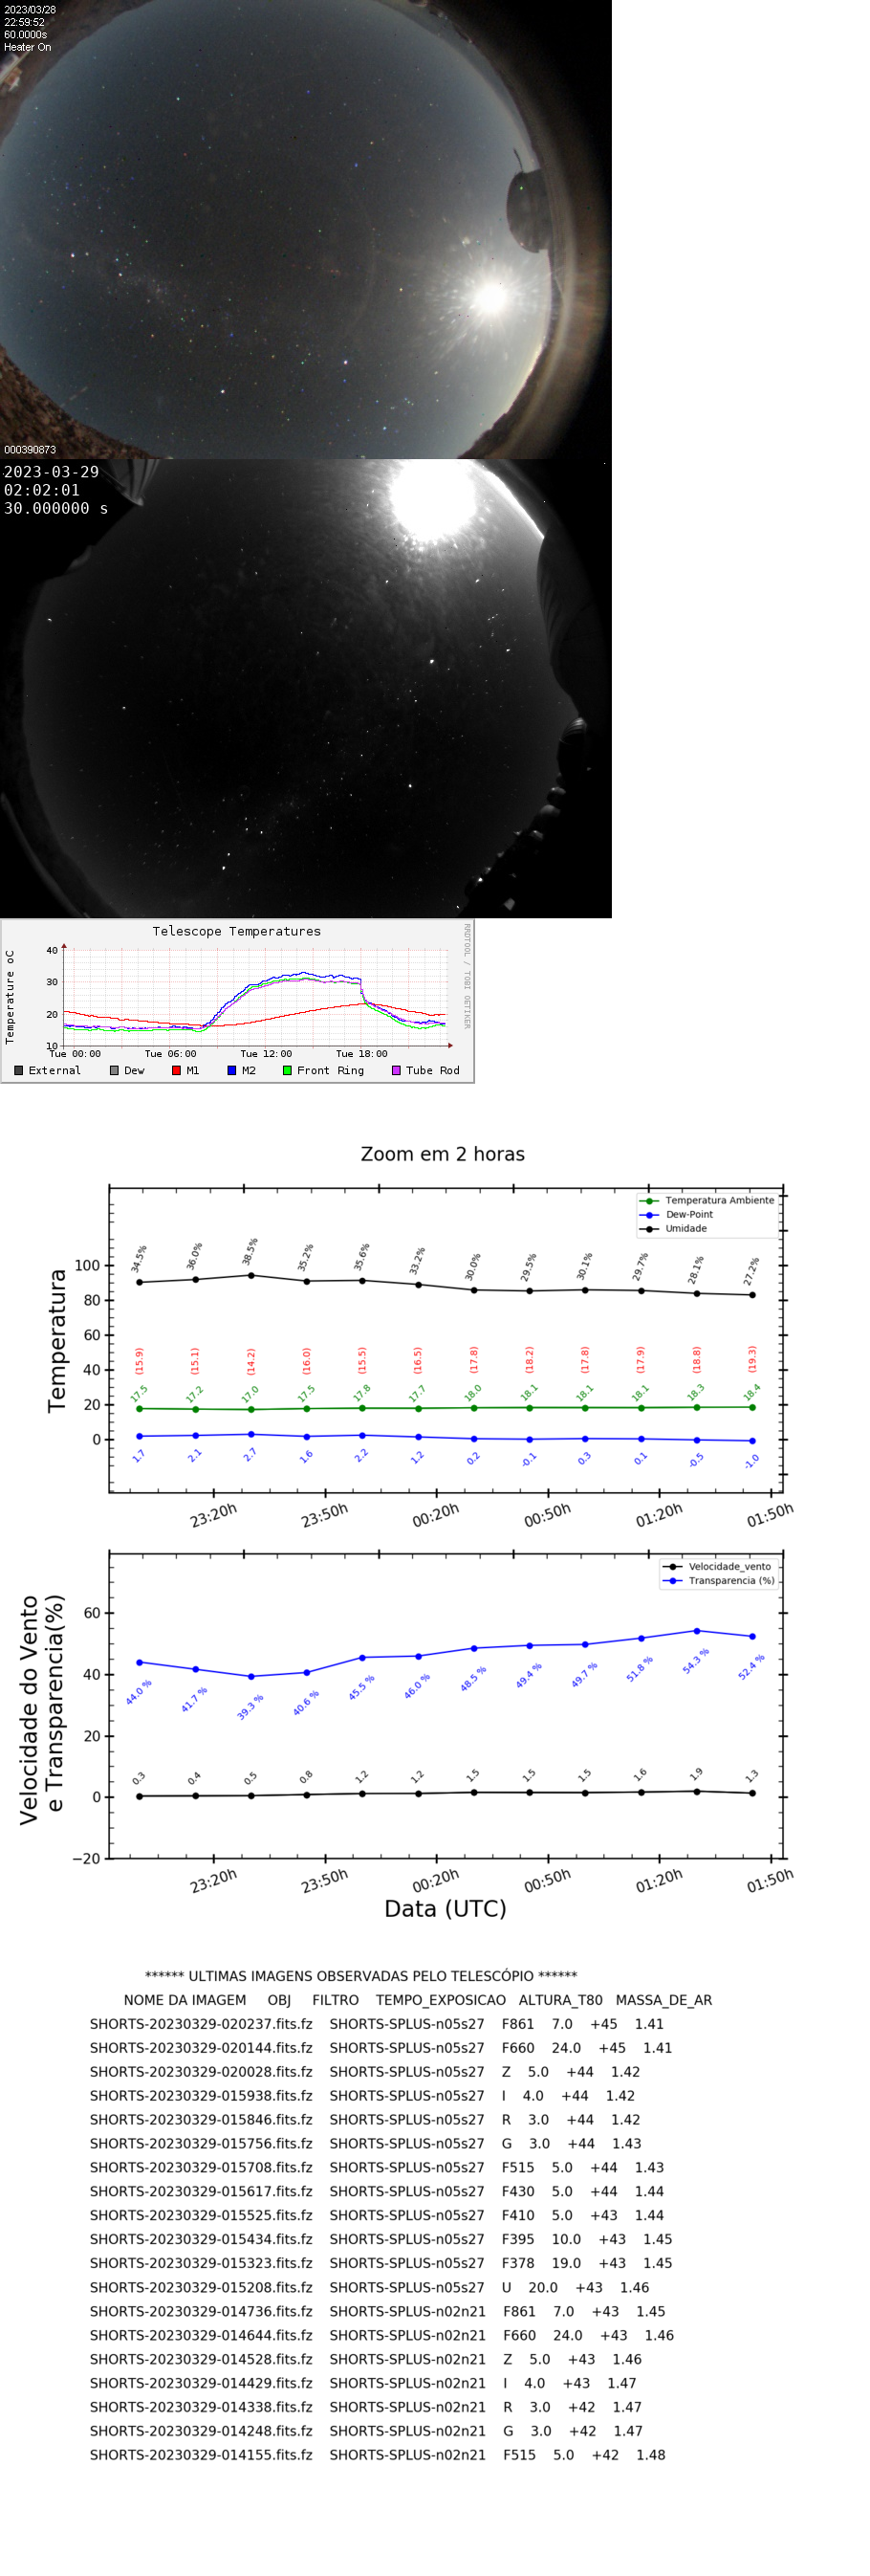 2023/03/28
22:59:52
60.0000s
Heater On
000390873
2023-03-29
02:02:01
30.000000 s
Telescope Temperatures
RRDTOOL / TOBI OETIKER
Temperature oC
40
30
20
10
Tue 00:00 Tue 06:00 Tue 12:00 Tue 18:00
External Dew M1 M2 Front Ring Tube Rod
Zoom em 2 horas
Temperatura Ambiente
Dew-Point
Umidade
Temperatura
100
80
60
40
20
0
34.5% 36.0% 38.5% 35.2% 35.6% 33.2% 30.0% 29.5% 30.1% 29.7% 28.1% 27.2%
(15.9) (15.1) (14.2) (16.0) (15.5) (16.5) (17.8) (18.2) (17.8) (17.9) (18.8) (19.3)
17.5 17.2 17.0 17.5 17.8 17.7 18.0 18.1 18.1 18.1 18.3 18.4
1.7 2.1 2.7 1.6 2.2 1.2 0.2 -0.1 0.3 0.1 -0.5 -1.0
23:20h 23:50h 00:20h 00:50h 01:20h 01:50h
Velocidade_vento
Transparencia (%)
Velocidade do Vento
e Transparencia(%)
60
40
20
0
−20
44.0 % 41.7 % 39.3 % 40.6 % 45.5 % 46.0 % 48.5 % 49.4 % 49.7 % 51.8 % 54.3 % 52.4 %
0.3 0.4 0.5 0.8 1.2 1.2 1.5 1.5 1.5 1.6 1.9 1.3
23:20h 23:50h 00:20h 00:50h 01:20h 01:50h
Data (UTC)
****** ULTIMAS IMAGENS OBSERVADAS PELO TELESCÓPIO ******
NOME DA IMAGEM OBJ FILTRO TEMPO_EXPOSICAO ALTURA_T80 MASSA_DE_AR
SHORTS-20230329-020237.fits.fz SHORTS-SPLUS-n05s27 F861 7.0 +45 1.41
SHORTS-20230329-020144.fits.fz SHORTS-SPLUS-n05s27 F660 24.0 +45 1.41
SHORTS-20230329-020028.fits.fz SHORTS-SPLUS-n05s27 Z 5.0 +44 1.42
SHORTS-20230329-015938.fits.fz SHORTS-SPLUS-n05s27 I 4.0 +44 1.42
SHORTS-20230329-015846.fits.fz SHORTS-SPLUS-n05s27 R 3.0 +44 1.42
SHORTS-20230329-015756.fits.fz SHORTS-SPLUS-n05s27 G 3.0 +44 1.43
SHORTS-20230329-015708.fits.fz SHORTS-SPLUS-n05s27 F515 5.0 +44 1.43
SHORTS-20230329-015617.fits.fz SHORTS-SPLUS-n05s27 F430 5.0 +44 1.44
SHORTS-20230329-015525.fits.fz SHORTS-SPLUS-n05s27 F410 5.0 +43 1.44
SHORTS-20230329-015434.fits.fz SHORTS-SPLUS-n05s27 F395 10.0 +43 1.45
SHORTS-20230329-015323.fits.fz SHORTS-SPLUS-n05s27 F378 19.0 +43 1.45
SHORTS-20230329-015208.fits.fz SHORTS-SPLUS-n05s27 U 20.0 +43 1.46
SHORTS-20230329-014736.fits.fz SHORTS-SPLUS-n02n21 F861 7.0 +43 1.45
SHORTS-20230329-014644.fits.fz SHORTS-SPLUS-n02n21 F660 24.0 +43 1.46
SHORTS-20230329-014528.fits.fz SHORTS-SPLUS-n02n21 Z 5.0 +43 1.46
SHORTS-20230329-014429.fits.fz SHORTS-SPLUS-n02n21 I 4.0 +43 1.47
SHORTS-20230329-014338.fits.fz SHORTS-SPLUS-n02n21 R 3.0 +42 1.47
SHORTS-20230329-014248.fits.fz SHORTS-SPLUS-n02n21 G 3.0 +42 1.47
SHORTS-20230329-014155.fits.fz SHORTS-SPLUS-n02n21 F515 5.0 +42 1.48